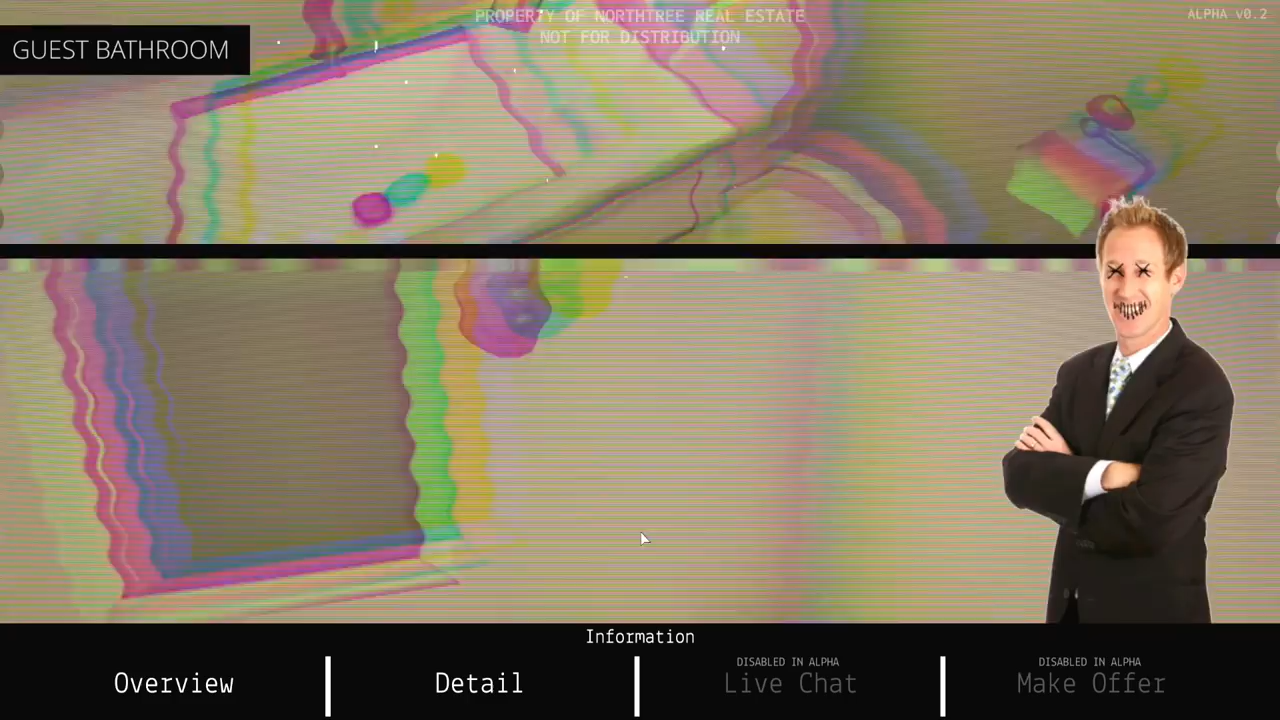 PROPERTY OF NORTHTREE REAL ESTATE
NOT FOR DISTRIBUTION
ALPHA v0.2
GUEST BATHROOM
Information
Overview
Detail
DISABLED IN ALPHA
Live Chat
DISABLED IN ALPHA
Make Offer